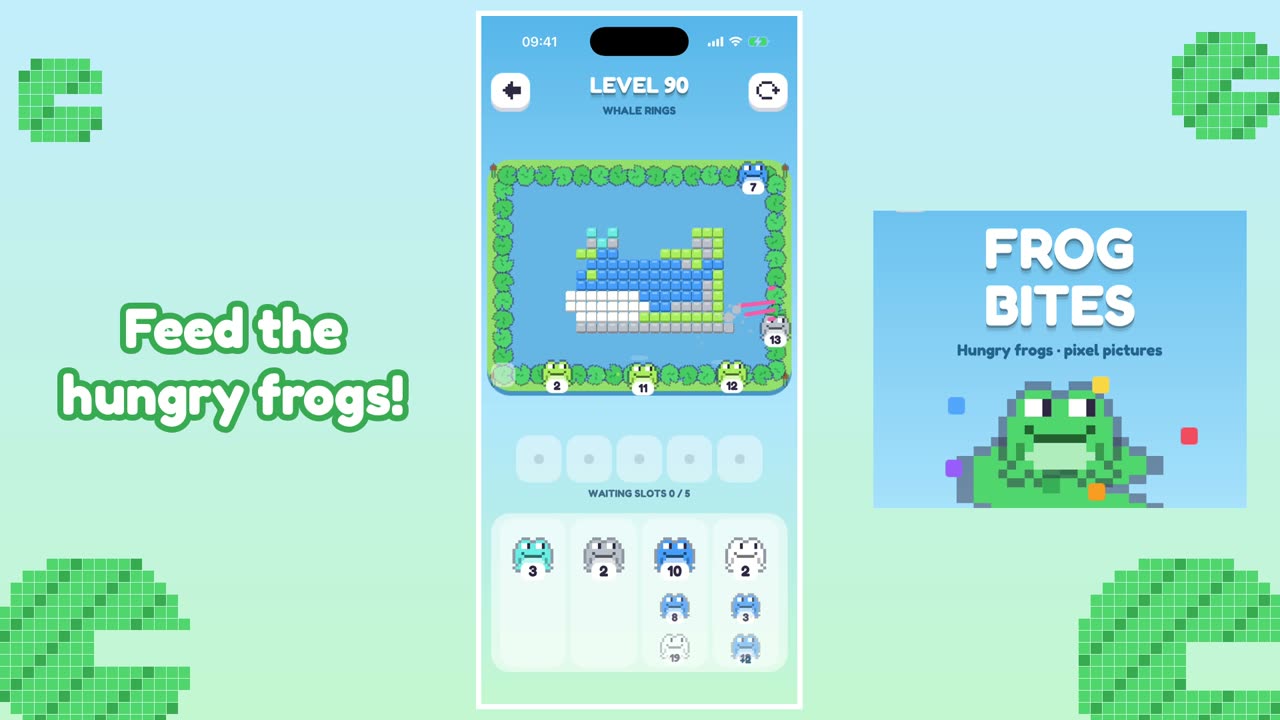 Feed the
hungry frogs!
09:41
LEVEL 90
WHALE RINGS
7
13
2
11
12
WAITING SLOTS 0 / 5
3
2
10
2
8
3
19
FROG
BITES
Hungry frogs · pixel pictures